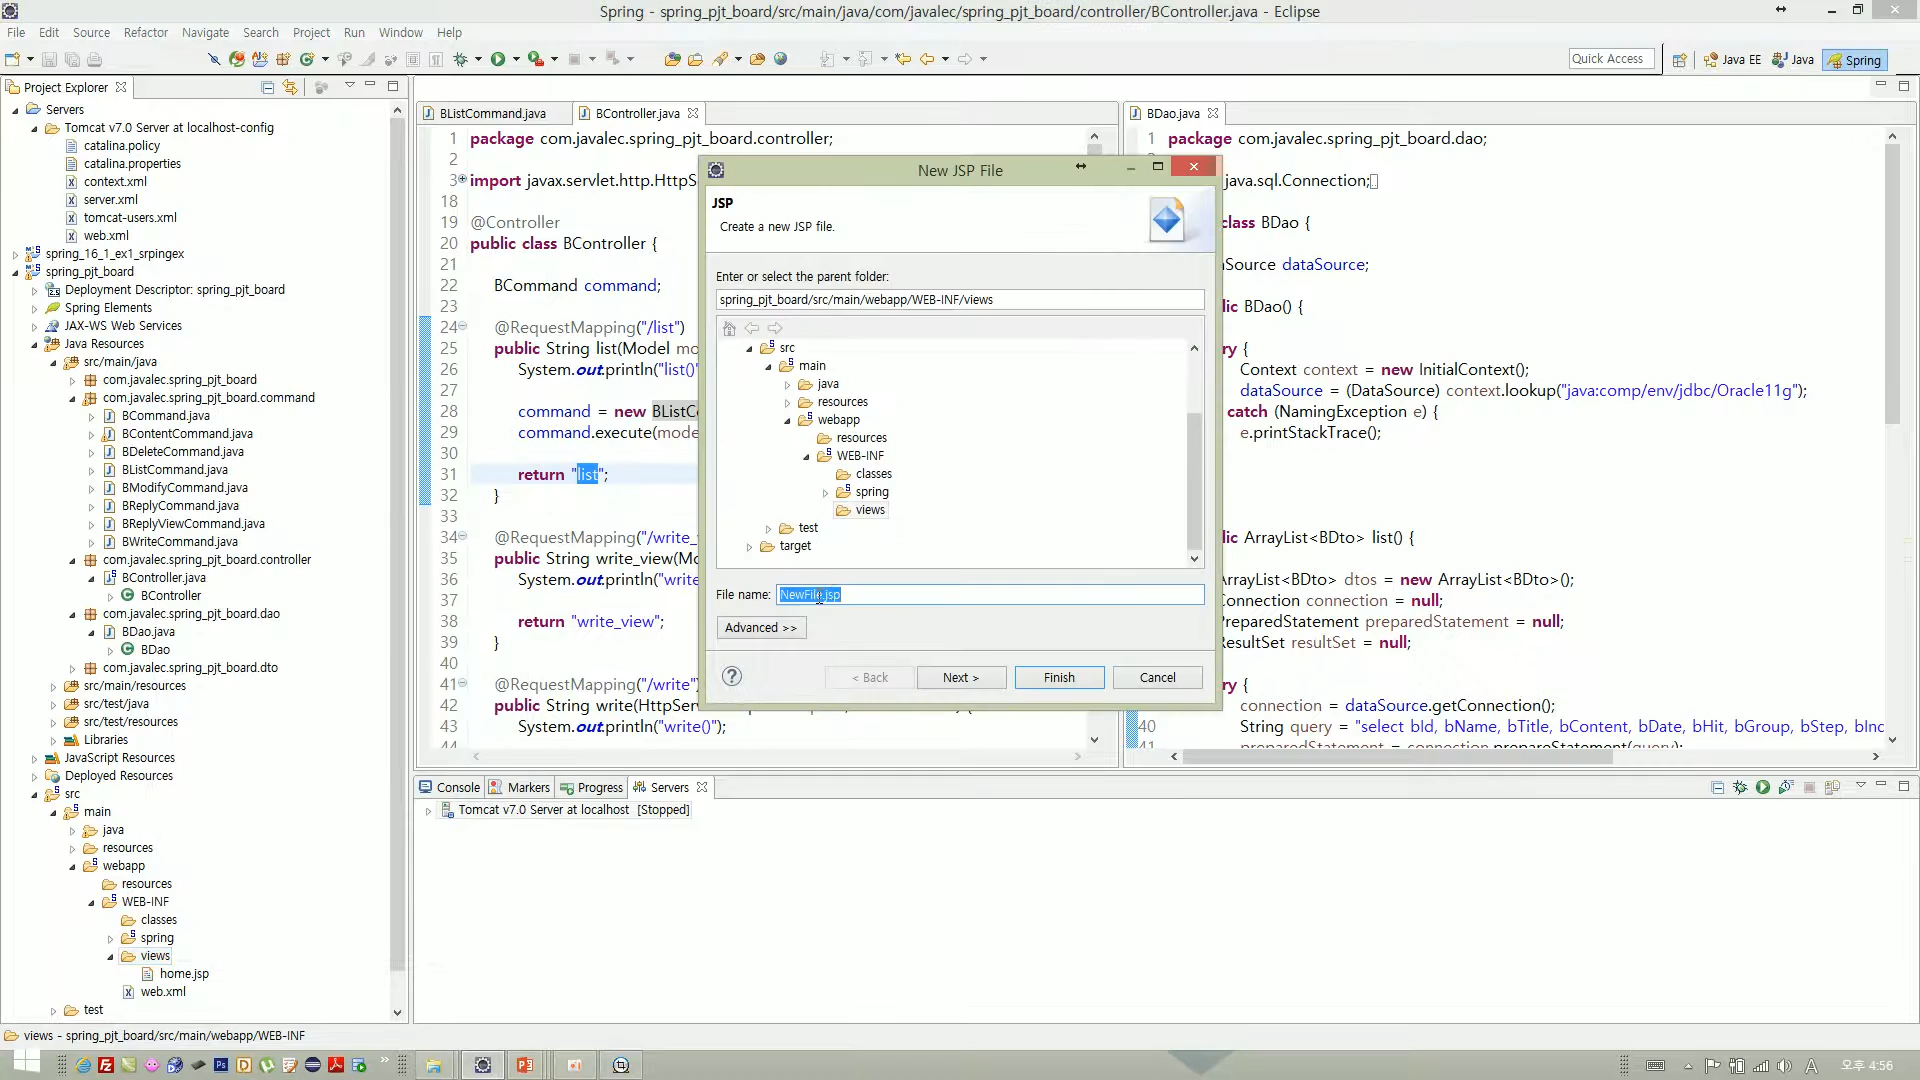 Spring - spring_pjt_board/src/main/java/com/javalec/spring_pjt_board/controller/BController.java - Eclipse
File Edit Source Refactor Navigate Search Project Run Window Help
Quick Access
Java EE
Java
Spring
Project Explorer
Servers
Tomcat v7.0 Server at localhost-config
catalina.policy
catalina.properties
context.xml
server.xml
tomcat-users.xml
web.xml
spring_16_1_ex1_srpingex
spring_pjt_board
Deployment Descriptor: spring_pjt_board
Spring Elements
JAX-WS Web Services
Java Resources
src/main/java
com.javalec.spring_pjt_board
com.javalec.spring_pjt_board.command
BCommand.java
BContentCommand.java
BDeleteCommand.java
BListCommand.java
BModifyCommand.java
BReplyCommand.java
BReplyViewCommand.java
BWriteCommand.java
com.javalec.spring_pjt_board.controller
BController.java
BController
com.javalec.spring_pjt_board.dao
BDao.java
BDao
com.javalec.spring_pjt_board.dto
src/main/resources
src/test/java
src/test/resources
Libraries
JavaScript Resources
Deployed Resources
src
main
java
resources
webapp
resources
WEB-INF
classes
spring
views
home.jsp
web.xml
test
BListCommand.java
BController.java
1 package com.javalec.spring_pjt_board.controller;
2
3 import javax.servlet.http.HttpS
18
19 @Controller
20 public class BController {
21
22 BCommand command;
23
24 @RequestMapping("/list")
25 public String list(Model mo
26 System.out.println("list()"
27
28 command = new BListCo
29 command.execute(mode
30
31 return "list";
32 }
33
34 @RequestMapping("/write_
35 public String write_view(Mo
36 System.out.println("write
37
38 return "write_view";
39 }
40
41 @RequestMapping("/write"
42 public String write(HttpServ
43 System.out.println("write()");
44
New JSP File
JSP
Create a new JSP file.
Enter or select the parent folder:
spring_pjt_board/src/main/webapp/WEB-INF/views
src
main
java
resources
webapp
resources
WEB-INF
classes
spring
views
test
target
File name: NewFile.jsp
Advanced >>
< Back
Next >
Finish
Cancel
BDao.java
1 package com.javalec.spring_pjt_board.dao;
java.sql.Connection;
class BDao {
Source dataSource;
lic BDao() {
ry {
Context context = new InitialContext();
dataSource = (DataSource) context.lookup("java:comp/env/jdbc/Oracle11g");
catch (NamingException e) {
e.printStackTrace();
lic ArrayList<BDto> list() {
ArrayList<BDto> dtos = new ArrayList<BDto>();
Connection connection = null;
PreparedStatement preparedStatement = null;
ResultSet resultSet = null;
ry {
connection = dataSource.getConnection();
40 String query = "select bId, bName, bTitle, bContent, bDate, bHit, bGroup, bStep, bInd
41 preparedStatement = connection.prepareStatement(query);
Console
Markers
Progress
Servers
Tomcat v7.0 Server at localhost [Stopped]
views - spring_pjt_board/src/main/webapp/WEB-INF
오후 4:56